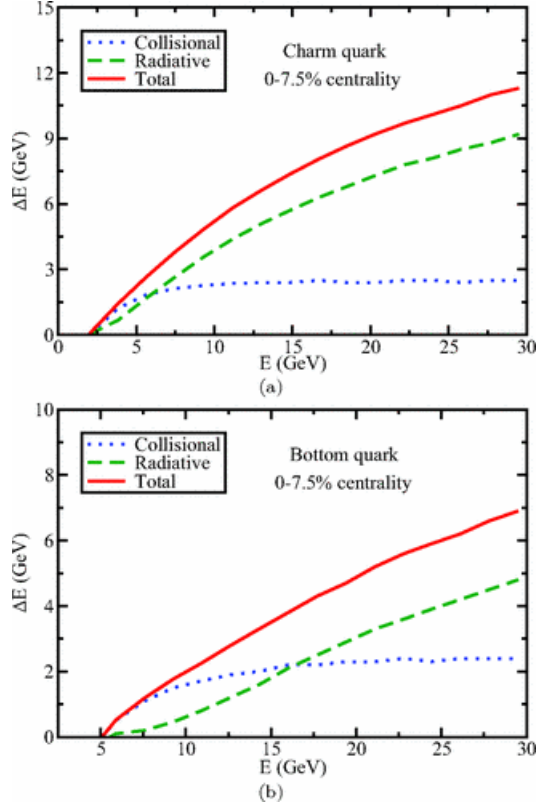 15
Collisional
Radiative
Total
Charm quark
0-7.5% centrality
12
9
6
3
0
ΔE (GeV)
0 5 10 15 20 25 30
E (GeV)
(a)
10
Collisional
Radiative
Total
Bottom quark
0-7.5% centrality
8
6
4
2
0
ΔE (GeV)
5 10 15 20 25 30
E (GeV)
(b)